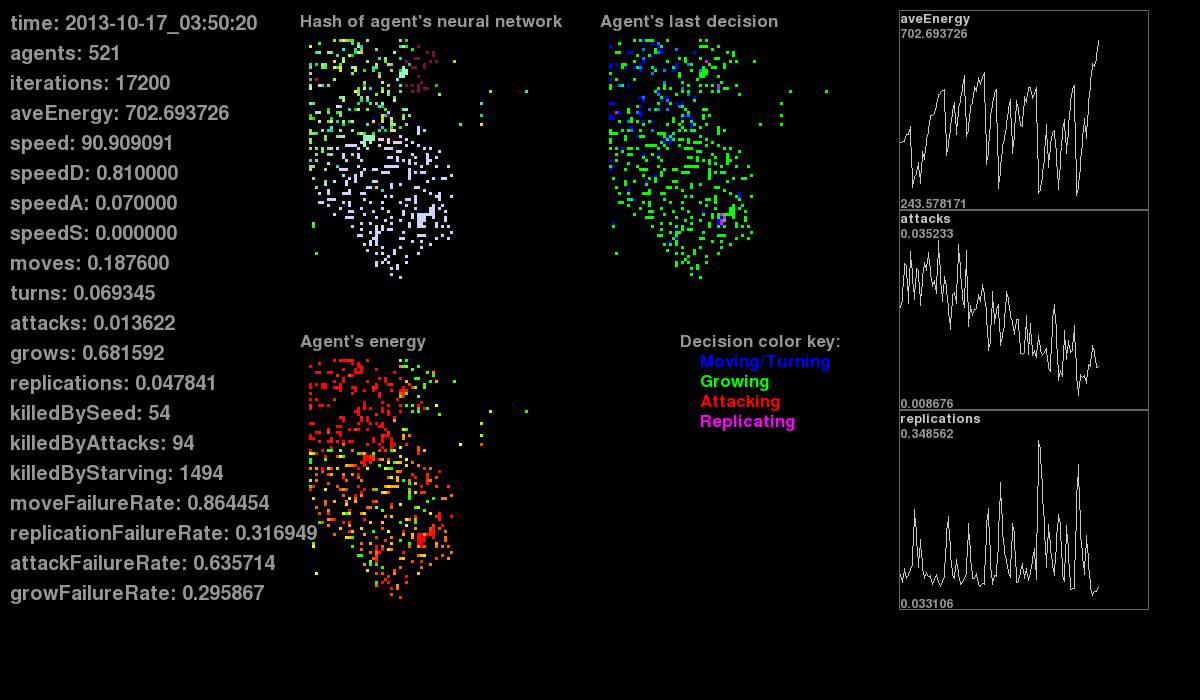 time: 2013-10-17_03:50:20
agents: 521
iterations: 17200
aveEnergy: 702.693726
speed: 90.909091
speedD: 0.810000
speedA: 0.070000
speedS: 0.000000
moves: 0.187600
turns: 0.069345
attacks: 0.013622
grows: 0.681592
replications: 0.047841
killedBySeed: 54
killedByAttacks: 94
killedByStarving: 1494
moveFailureRate: 0.864454
replicationFailureRate: 0.316949
attackFailureRate: 0.635714
growFailureRate: 0.295867
Hash of agent's neural network
Agent's last decision
Agent's energy
Decision color key:
Moving/Turning
Growing
Attacking
Replicating
aveEnergy
702.693726
243.578171
attacks
0.035233
0.008676
replications
0.348562
0.033106